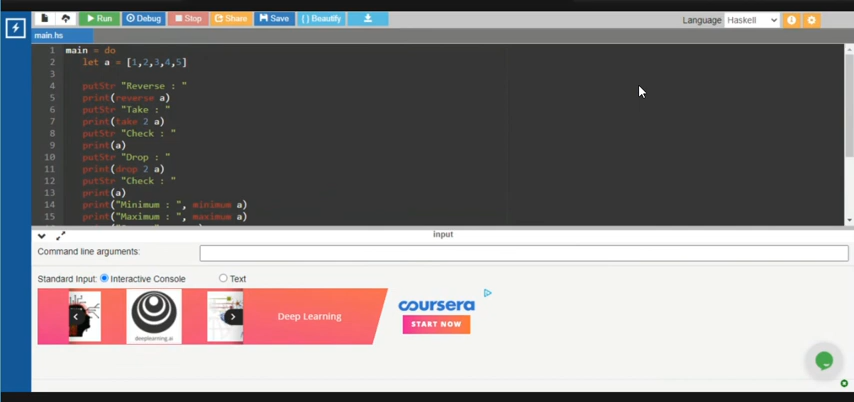 Run Debug Stop Share Save { } Beautify Language Haskell
main.hs
1 main = do
2 let a = [1,2,3,4,5]
3
4 putStr "Reverse : "
5 print(reverse a)
6 putStr "Take : "
7 print(take 2 a)
8 putStr "Check : "
9 print(a)
10 putStr "Drop : "
11 print(drop 2 a)
12 putStr "Check : "
13 print(a)
14 print("Minimum : ", minimum a)
15 print("Maximum : ", maximum a)
input
Command line arguments:
Standard Input: Interactive Console Text
deeplearning.ai
Deep Learning
coursera
START NOW